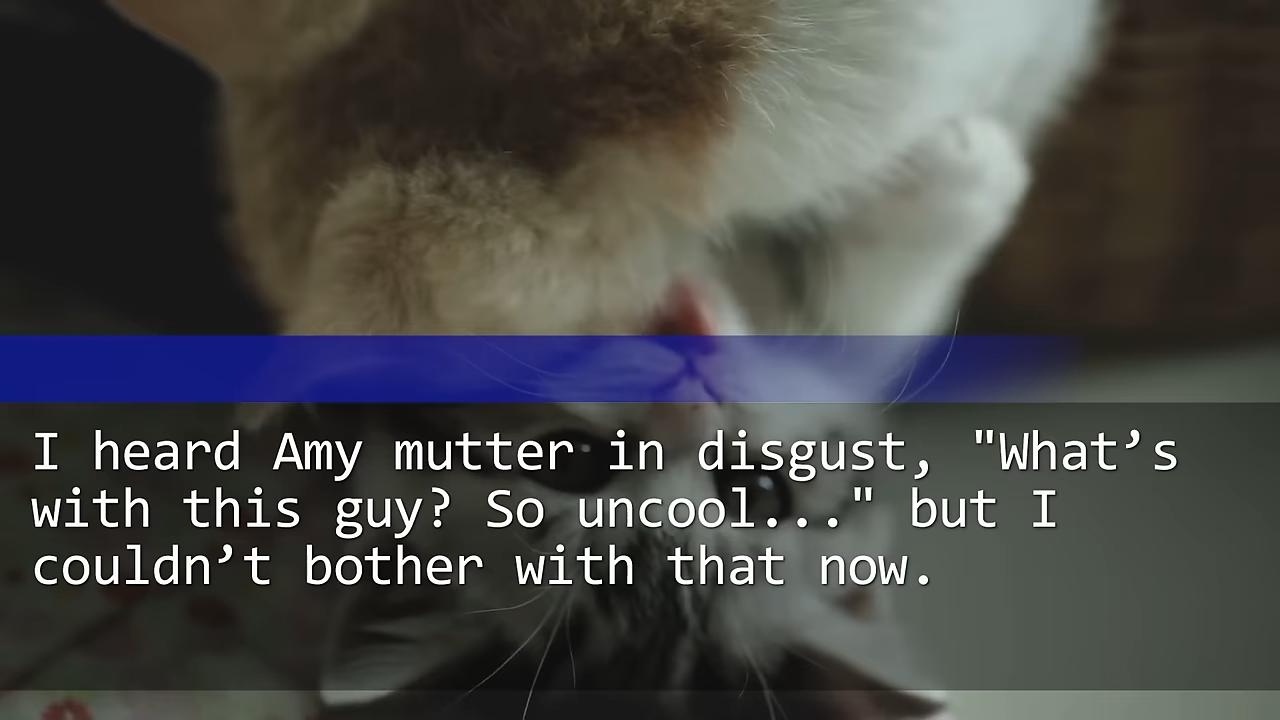 I heard Amy mutter in disgust, "What’s
with this guy? So uncool..." but I
couldn’t bother with that now.